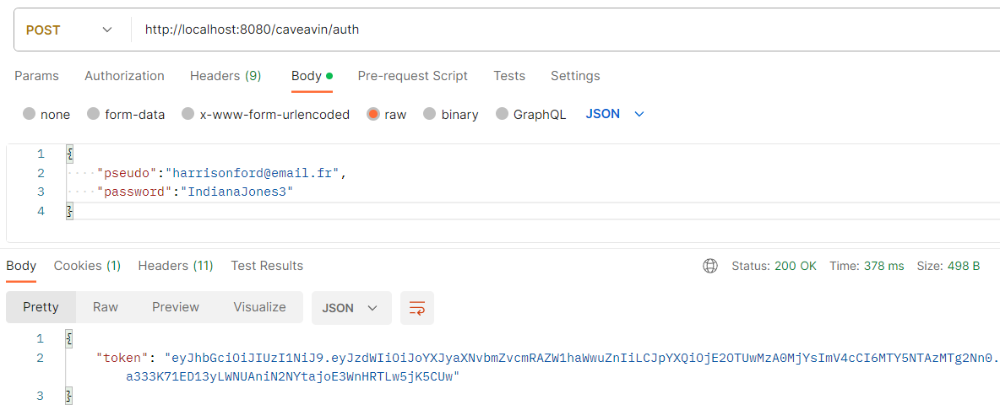 POST http://localhost:8080/caveavin/auth
Params Authorization Headers (9) Body Pre-request Script Tests Settings
none form-data x-www-form-urlencoded raw binary GraphQL JSON
1 {
2 "pseudo":"harrisonford@email.fr",
3 "password":"IndianaJones3"
4 }
Body Cookies (1) Headers (11) Test Results Status: 200 OK Time: 378 ms Size: 498 B
Pretty Raw Preview Visualize JSON
1 {
2 "token": "eyJhbGciOiJIUzI1NiJ9.eyJzdWIiOiJoYXJyaXNvbmZvcmRAZW1haWwuZnIiLCJpYXQiOjE2OTUwMzA0MjYsImV4cCI6MTY5NTAzMTg2Nn0.
a333K71ED13yLWNUAniN2NYtajoE3WnHRTLw5jK5CUw"
3 }